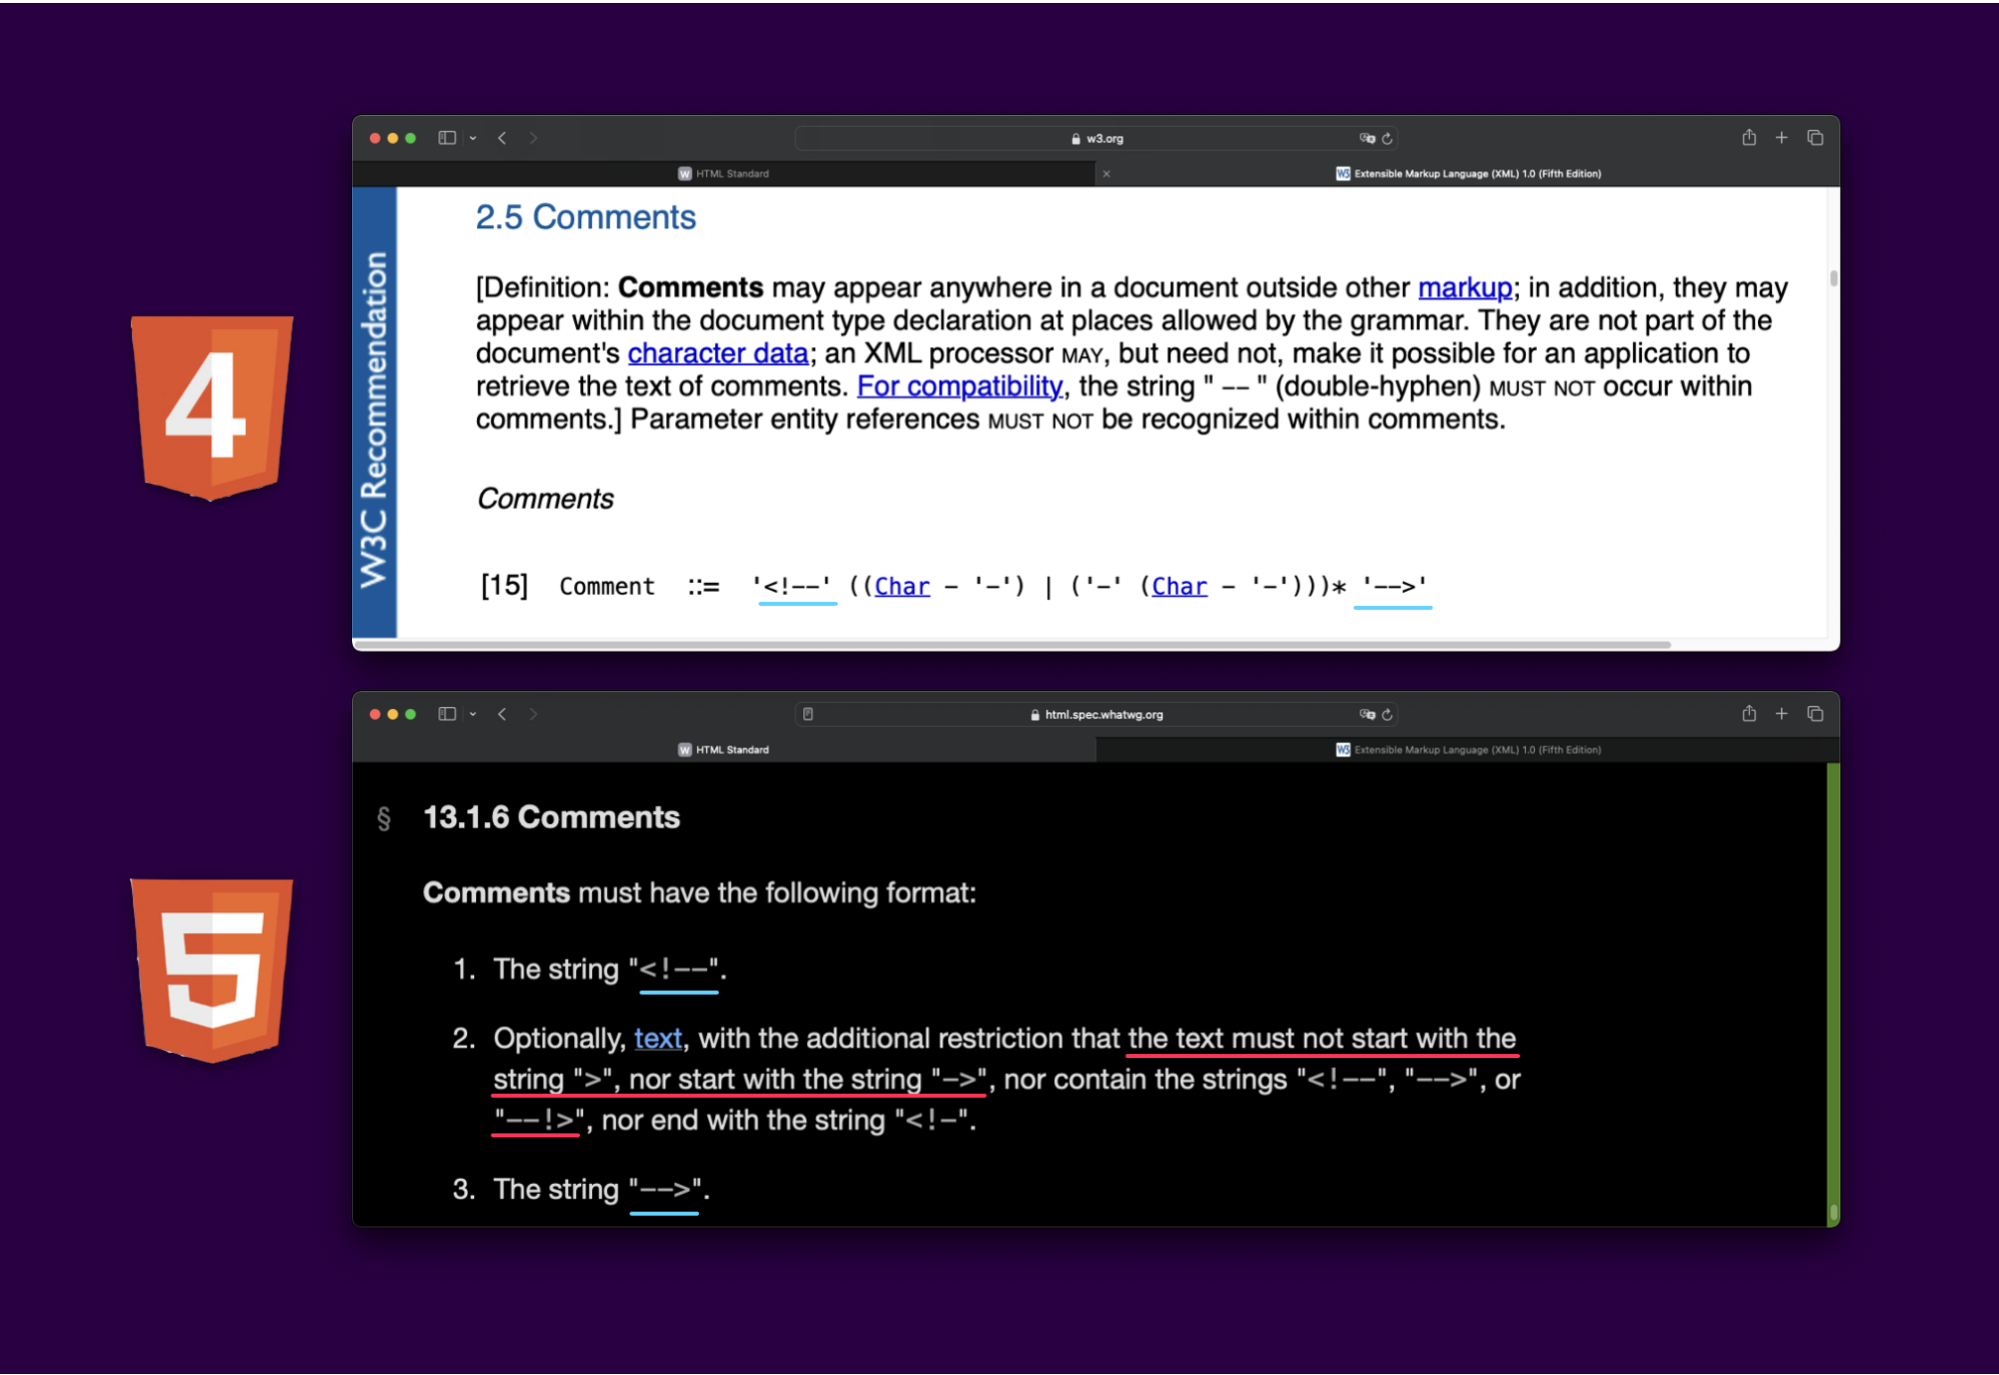 w3.org
HTML Standard
Extensible Markup Language (XML) 1.0 (Fifth Edition)
W3C Recommendation
2.5 Comments
[Definition: Comments may appear anywhere in a document outside other markup; in addition, they may
appear within the document type declaration at places allowed by the grammar. They are not part of the
document's character data; an XML processor MAY, but need not, make it possible for an application to
retrieve the text of comments. For compatibility, the string " -- " (double-hyphen) MUST NOT occur within
comments.] Parameter entity references MUST NOT be recognized within comments.
Comments
[15] Comment ::= '<!--' ((Char - '-') | ('-' (Char - '-')))* '-->'
4
html.spec.whatwg.org
HTML Standard
Extensible Markup Language (XML) 1.0 (Fifth Edition)
§ 13.1.6 Comments
Comments must have the following format:
1. The string "<!--".
2. Optionally, text, with the additional restriction that the text must not start with the
string ">", nor start with the string "->", nor contain the strings "<!--", "-->", or
"--!>", nor end with the string "<!-".
3. The string "-->".
5